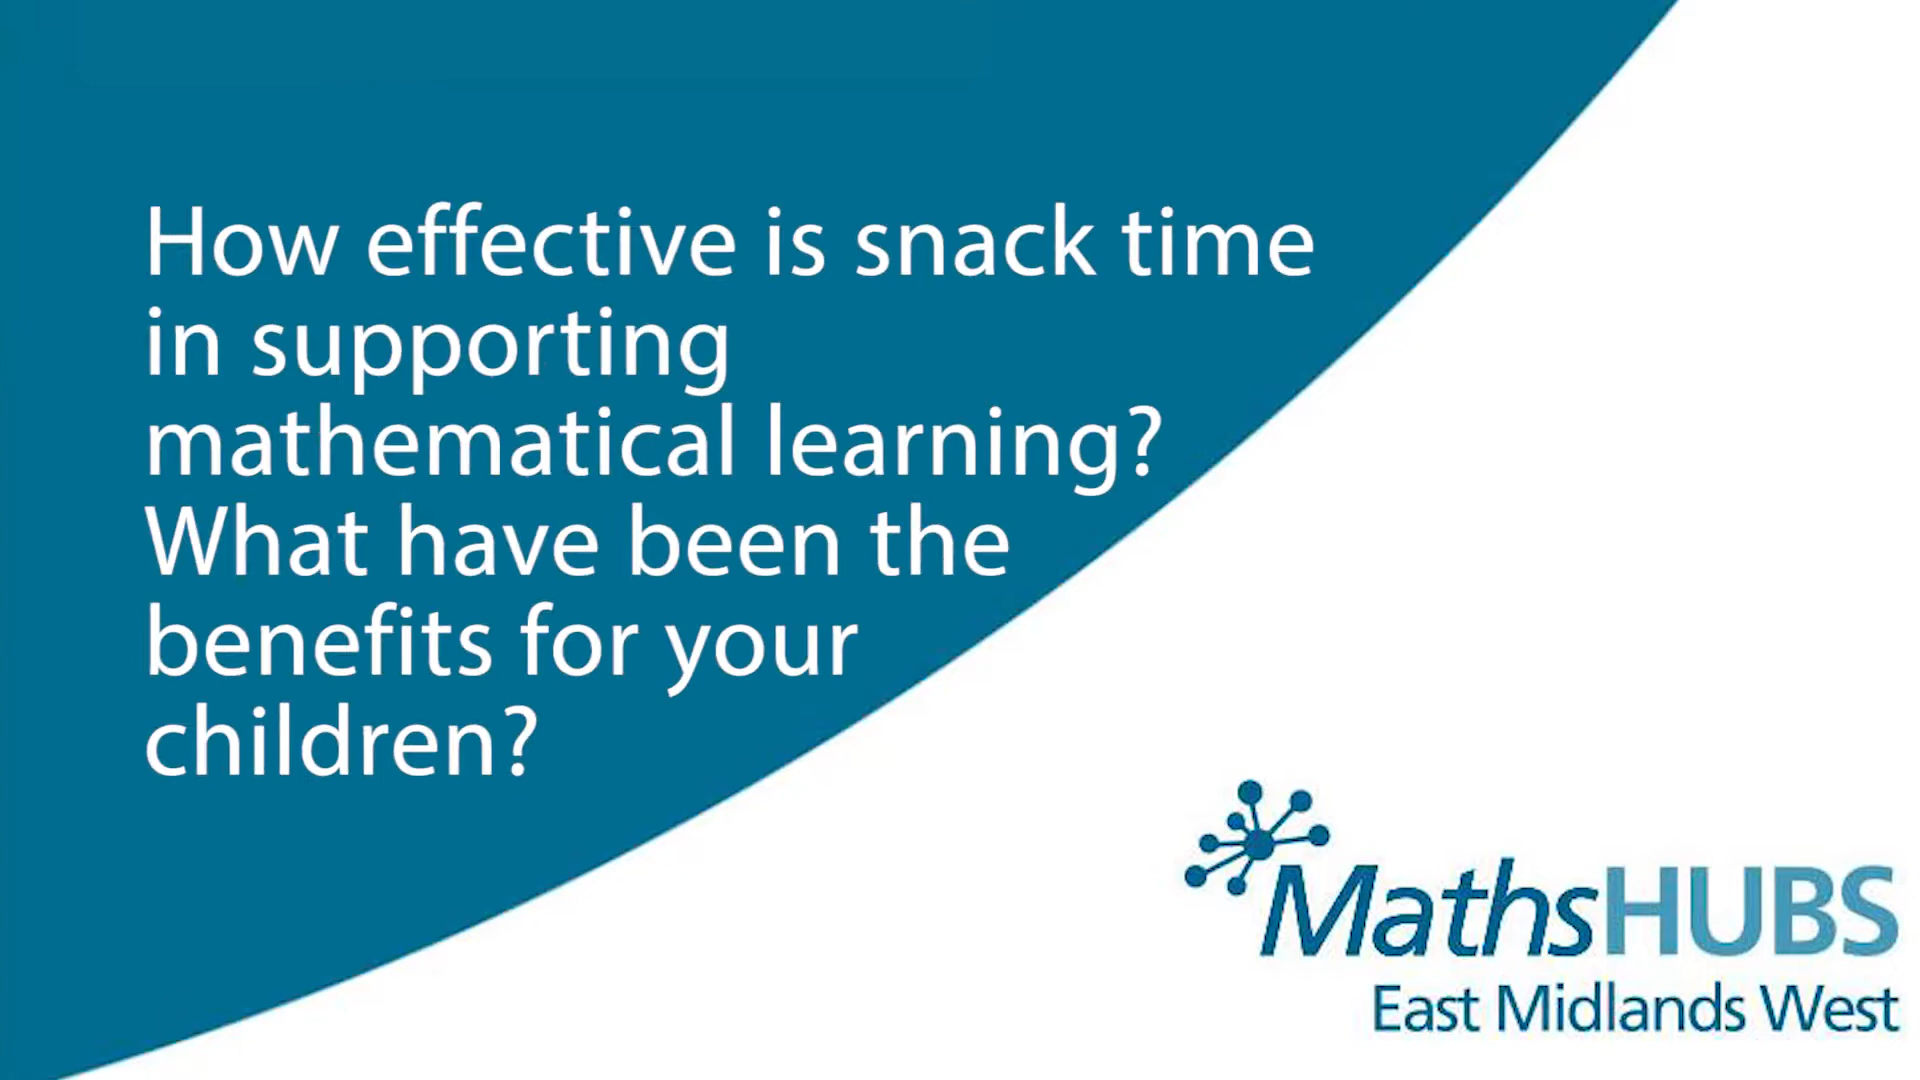 How effective is snack time
in supporting
mathematical learning?
What have been the
benefits for your
children?
MathsHUBS
East Midlands West